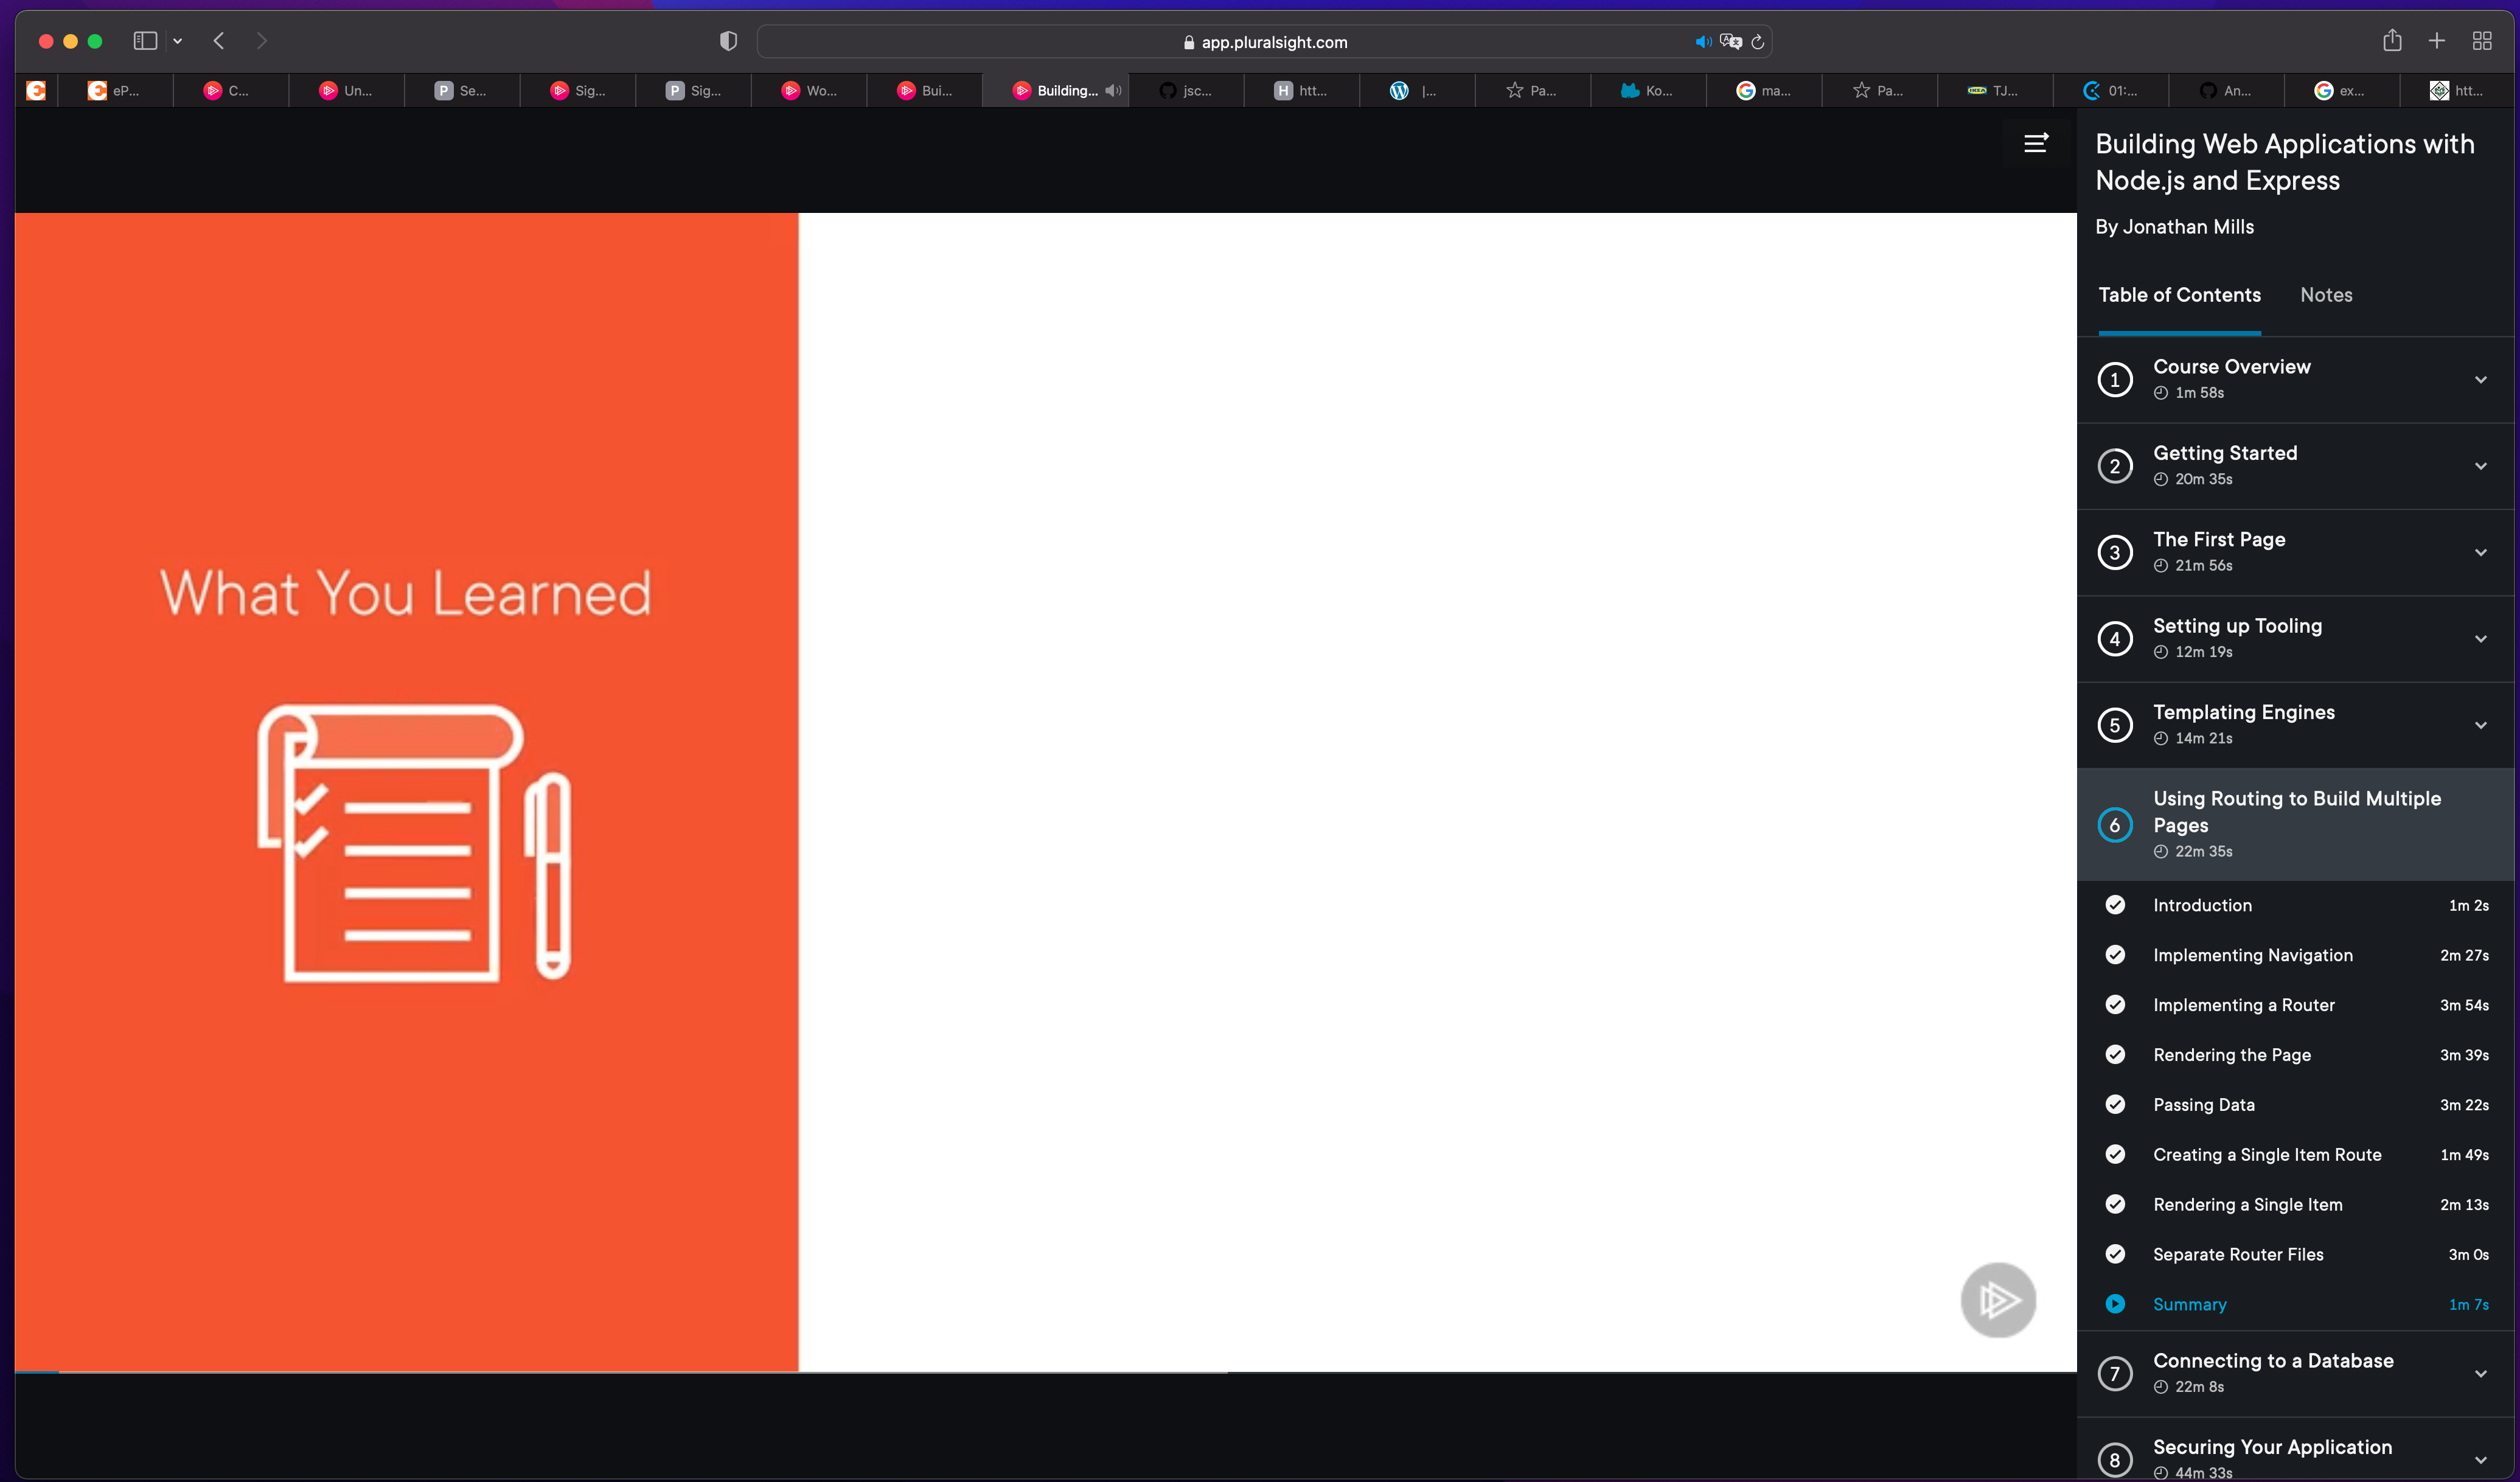 app.pluralsight.com
eP...
C...
Un...
P Se...
Sig...
P Sig...
Wo...
Bui...
Building...
jsc...
H htt...
|...
Pa...
Ko...
ma...
Pa...
IKEA TJ...
01:...
An...
ex...
htt...
What You Learned
Building Web Applications with
Node.js and Express
By Jonathan Mills
Table of Contents Notes
1 Course Overview
1m 58s
2 Getting Started
20m 35s
3 The First Page
21m 56s
4 Setting up Tooling
12m 19s
5 Templating Engines
14m 21s
6 Using Routing to Build Multiple
Pages
22m 35s
Introduction 1m 2s
Implementing Navigation 2m 27s
Implementing a Router 3m 54s
Rendering the Page 3m 39s
Passing Data 3m 22s
Creating a Single Item Route 1m 49s
Rendering a Single Item 2m 13s
Separate Router Files 3m 0s
Summary 1m 7s
7 Connecting to a Database
22m 8s
8 Securing Your Application
44m 33s